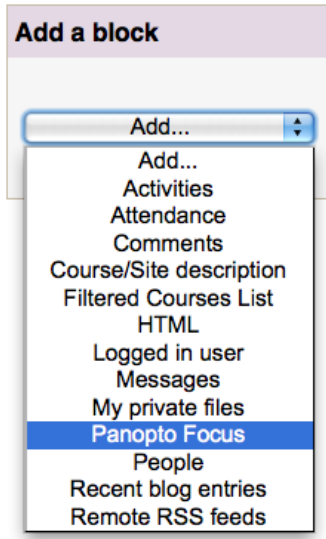 Add a block
Add...
Add...
Activities
Attendance
Comments
Course/Site description
Filtered Courses List
HTML
Logged in user
Messages
My private files
Panopto Focus
People
Recent blog entries
Remote RSS feeds